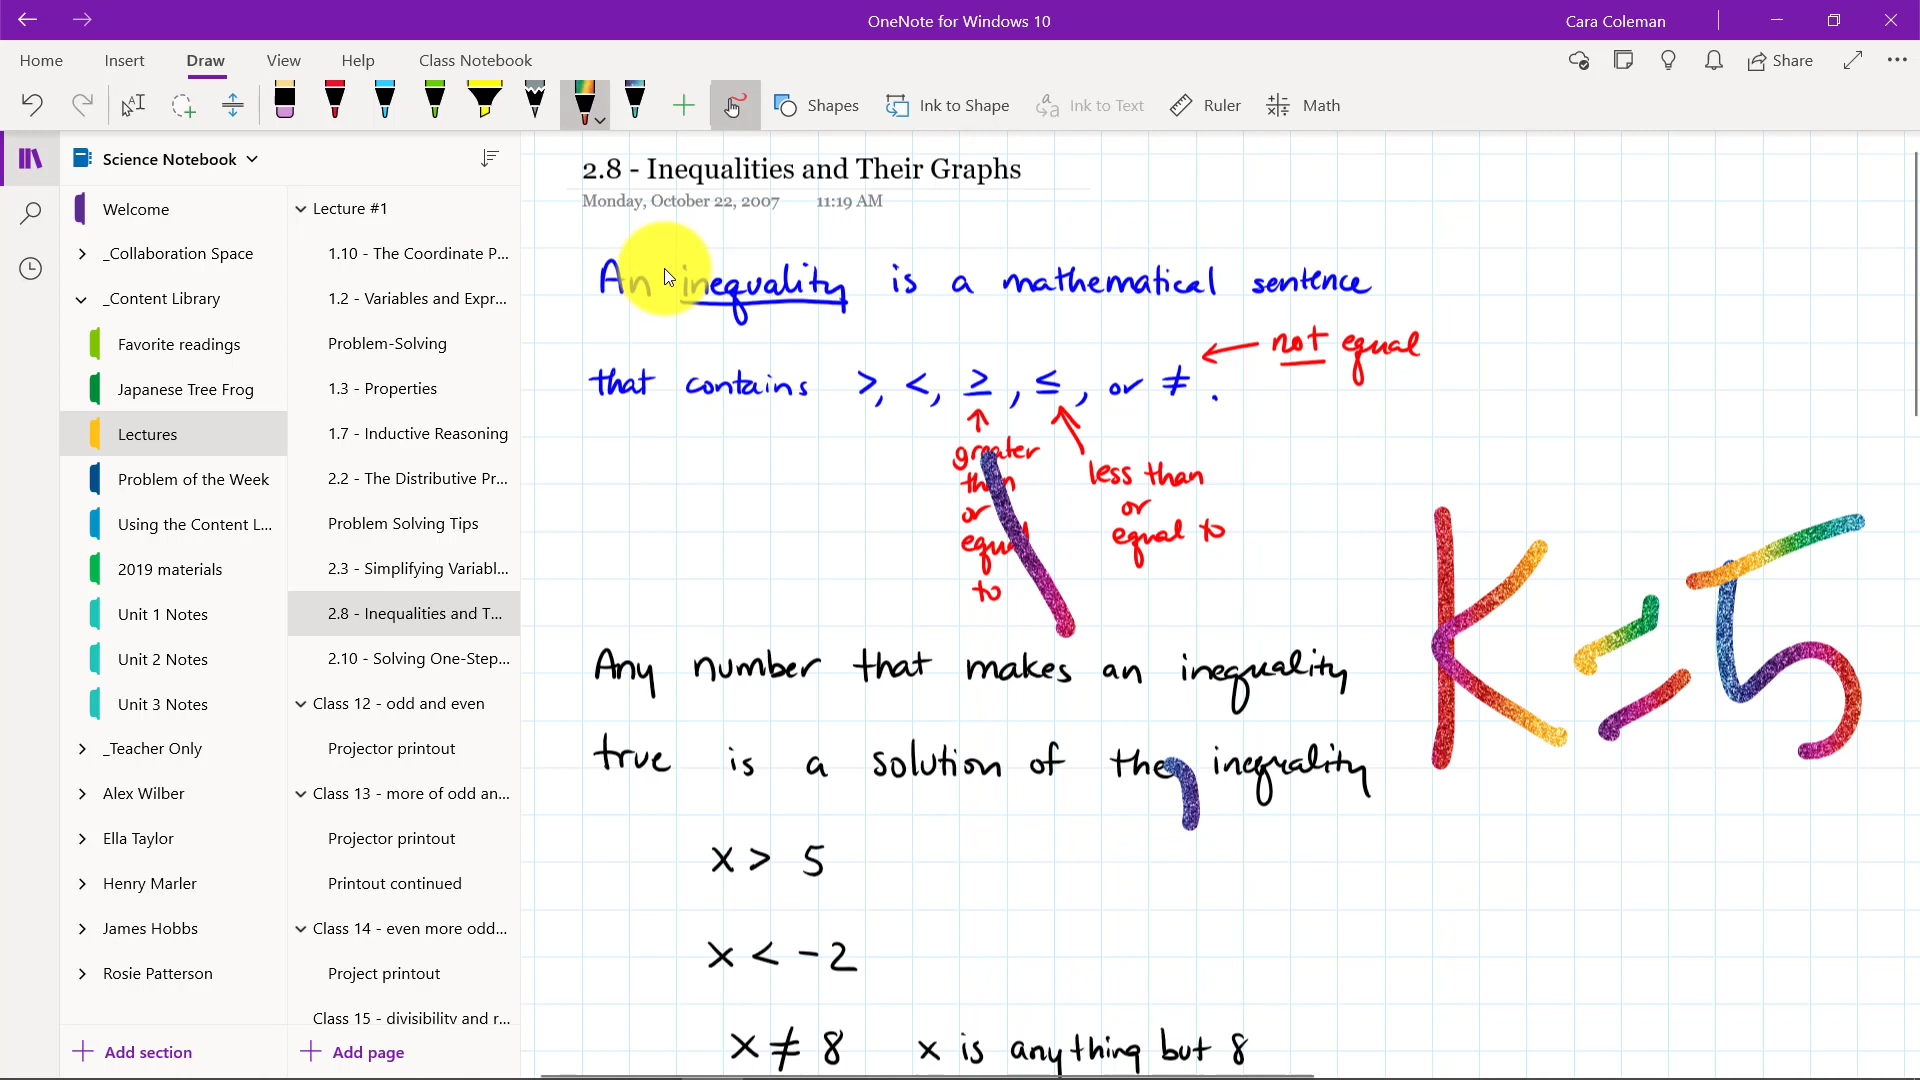 OneNote for Windows 10
Cara Coleman
Home Insert Draw View Help Class Notebook
Share
Shapes Ink to Shape Ink to Text Ruler Math
Science Notebook
Welcome
_Collaboration Space
_Content Library
Favorite readings
Japanese Tree Frog
Lectures
Problem of the Week
Using the Content L...
2019 materials
Unit 1 Notes
Unit 2 Notes
Unit 3 Notes
_Teacher Only
Alex Wilber
Ella Taylor
Henry Marler
James Hobbs
Rosie Patterson
Add section
Lecture #1
1.10 - The Coordinate P...
1.2 - Variables and Expr...
Problem-Solving
1.3 - Properties
1.7 - Inductive Reasoning
2.2 - The Distributive Pr...
Problem Solving Tips
2.3 - Simplifying Variabl...
2.8 - Inequalities and T...
2.10 - Solving One-Step...
Class 12 - odd and even
Projector printout
Class 13 - more of odd an...
Projector printout
Printout continued
Class 14 - even more odd...
Project printout
Class 15 - divisibility and r...
Add page
2.8 - Inequalities and Their Graphs
Monday, October 22, 2007 11:19 AM
An inequality is a mathematical sentence
that contains >, <, ≥, ≤, or ≠.
not equal
greater
than
or
equal
to
less than
or
equal to
K=5
Any number that makes an inequality
true is a solution of the inequality
x > 5
x < -2
x ≠ 8 x is anything but 8